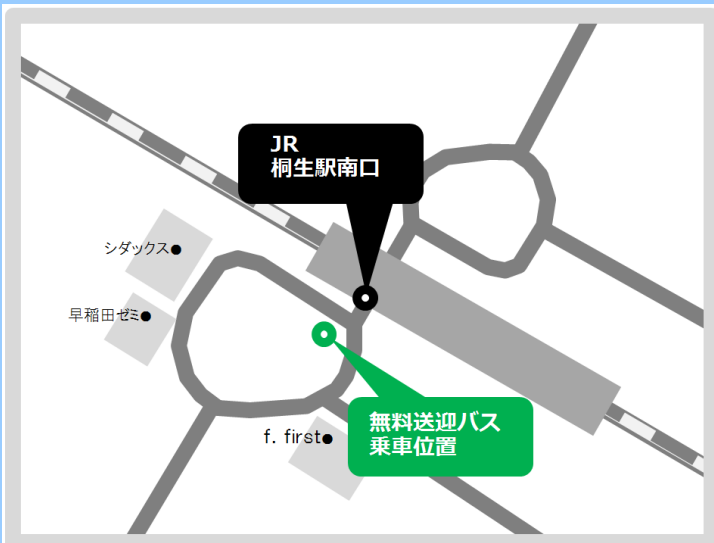 JR
桐生駅南口
シダックス●
早稲田ゼミ●
f. first●
無料送迎バス
乗車位置